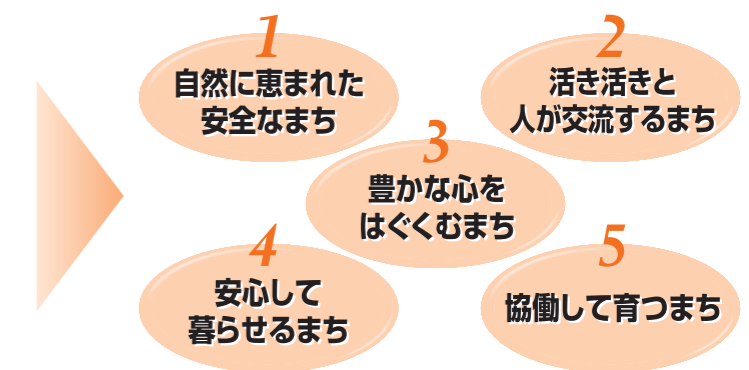 1
自然に恵まれた
安全なまち
2
活き活きと
人が交流するまち
3
豊かな心を
はぐくむまち
4
安心して
暮らせるまち
5
協働して育つまち